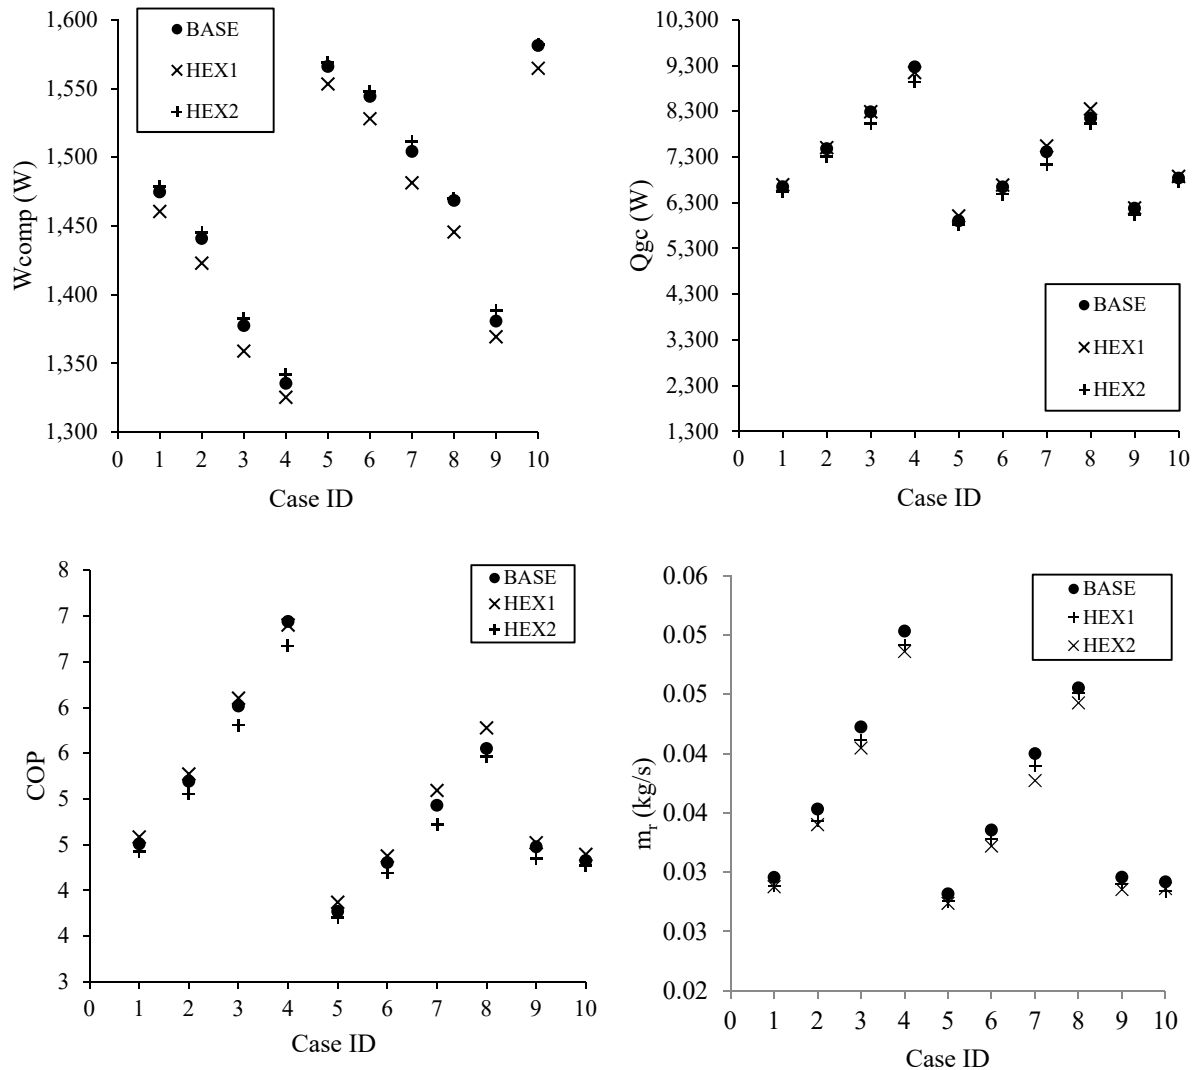 1,600
1,550
1,500
1,450
1,400
1,350
1,300
Wcomp (W)
BASE
HEX1
HEX2
0 1 2 3 4 5 6 7 8 9 10
Case ID
10,300
9,300
8,300
7,300
6,300
5,300
4,300
3,300
2,300
1,300
Qgc (W)
BASE
HEX1
HEX2
0 1 2 3 4 5 6 7 8 9 10
Case ID
8
7
7
6
6
5
5
4
4
3
COP
BASE
HEX1
HEX2
0 1 2 3 4 5 6 7 8 9 10
Case ID
0.06
0.05
0.05
0.04
0.04
0.03
0.03
0.02
mr (kg/s)
BASE
HEX1
HEX2
0 1 2 3 4 5 6 7 8 9 10
Case ID